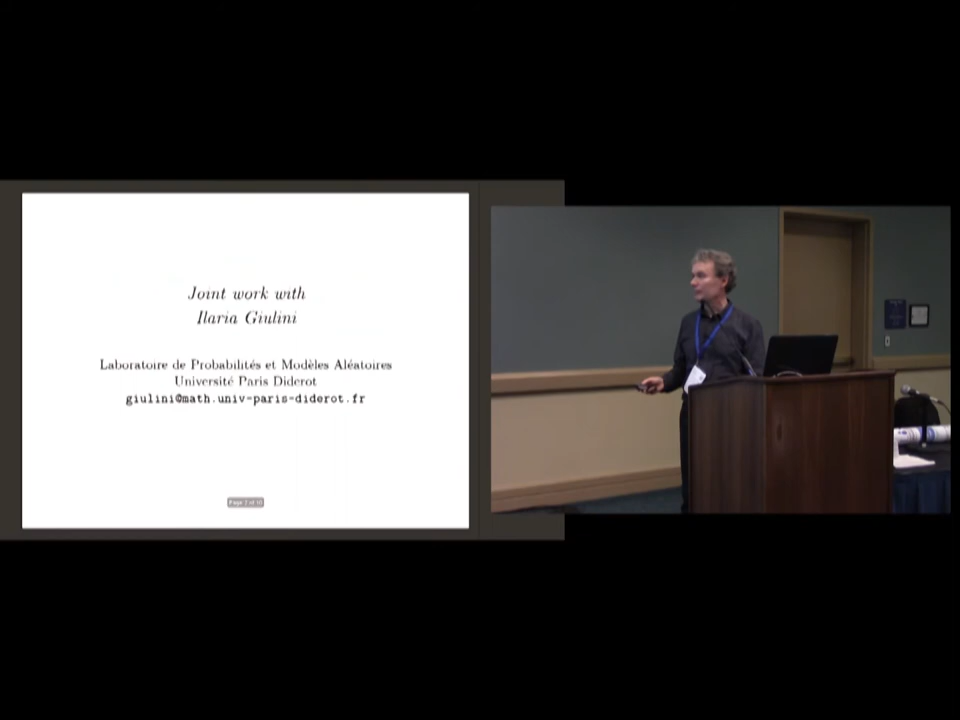 Joint work with
Ilaria Giulini
Laboratoire de Probabilités et Modèles Aléatoires
Université Paris Diderot
giulini@math.univ-paris-diderot.fr